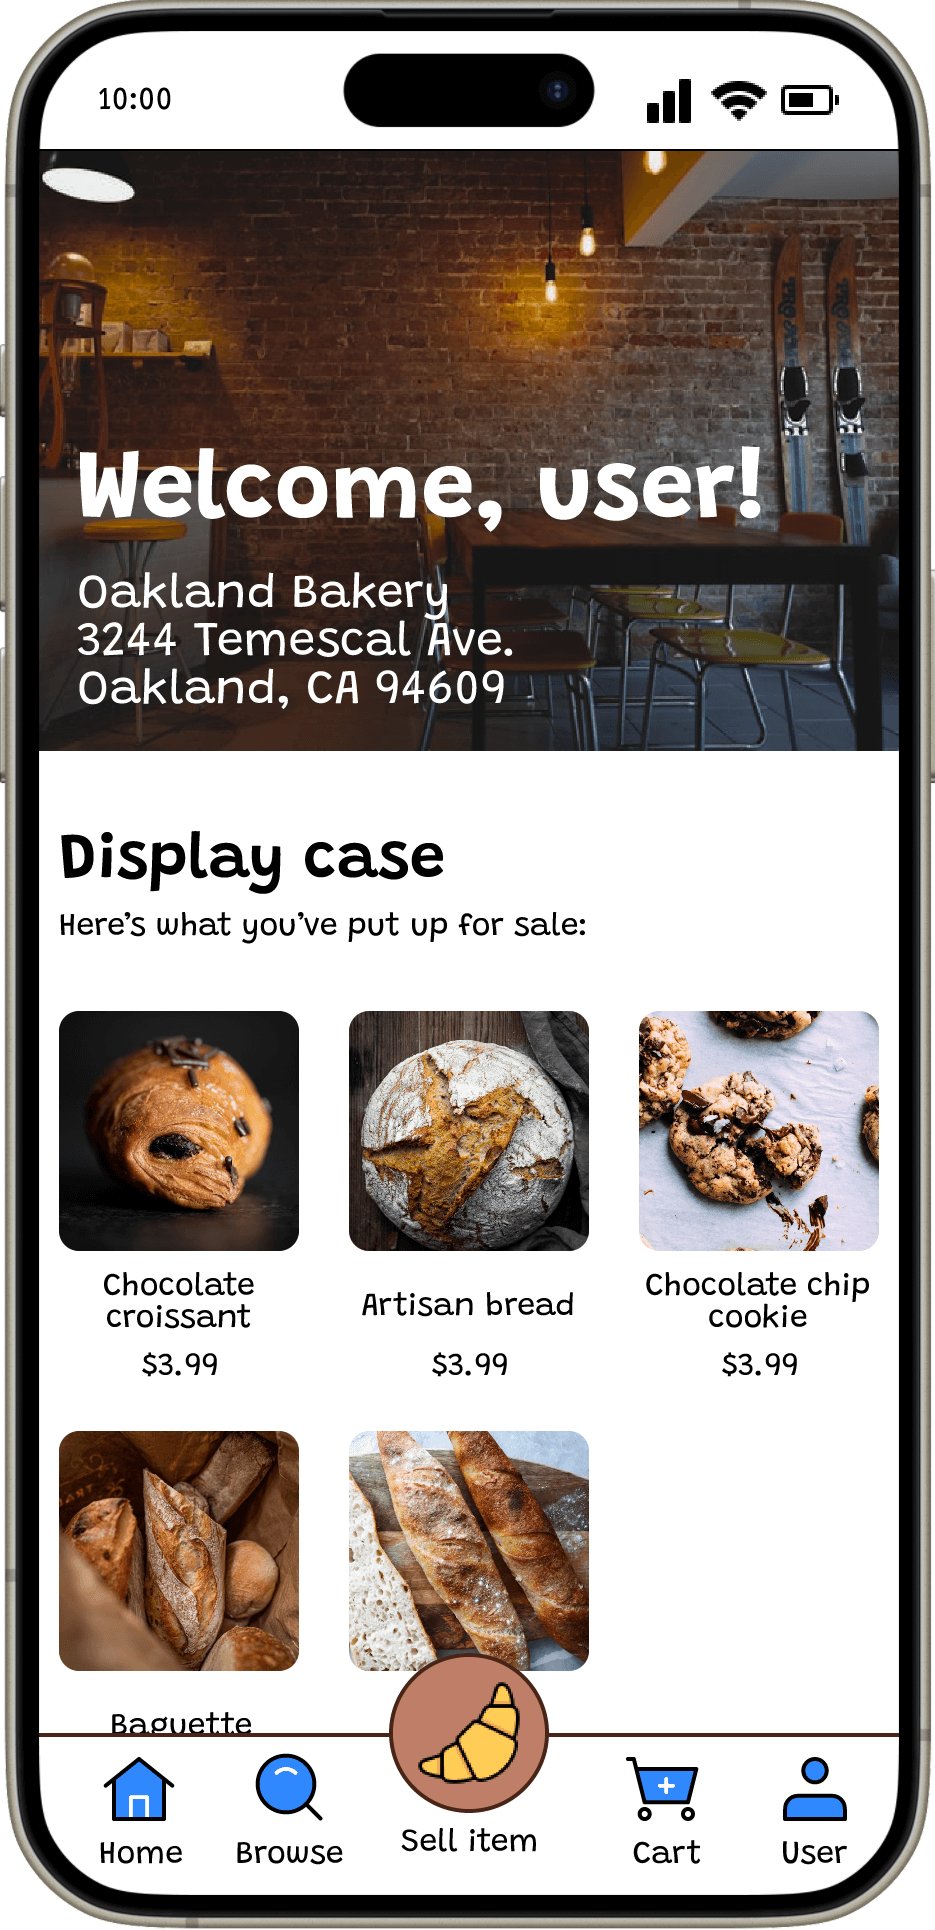 10:00
Welcome, user!
Oakland Bakery
3244 Temescal Ave.
Oakland, CA 94609
Display case
Here's what you've put up for sale:
Chocolate
croissant
$3.99
Artisan bread
$3.99
Chocolate chip
cookie
$3.99
Baguette
Home
Browse
Sell item
Cart
User